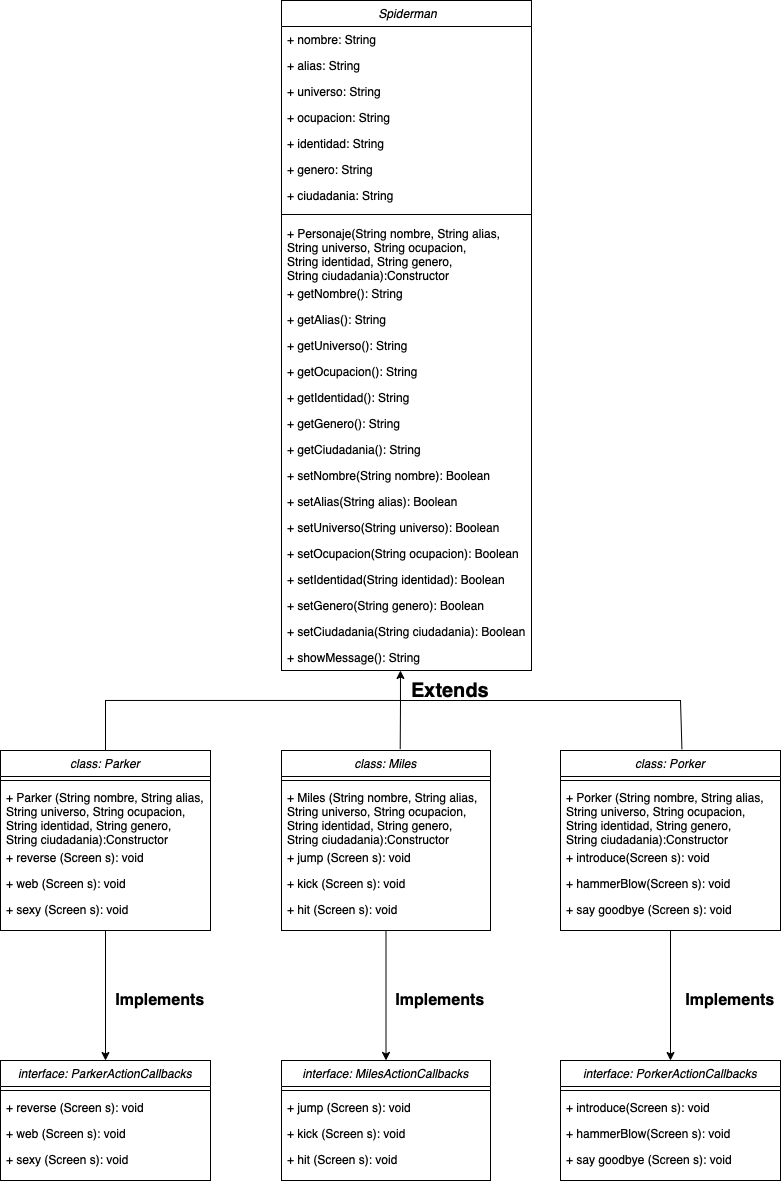 Spiderman
+ nombre: String
+ alias: String
+ universo: String
+ ocupacion: String
+ identidad: String
+ genero: String
+ ciudadania: String
+ Personaje(String nombre, String alias,
String universo, String ocupacion,
String identidad, String genero,
String ciudadania):Constructor
+ getNombre(): String
+ getAlias(): String
+ getUniverso(): String
+ getOcupacion(): String
+ getIdentidad(): String
+ getGenero(): String
+ getCiudadania(): String
+ setNombre(String nombre): Boolean
+ setAlias(String alias): Boolean
+ setUniverso(String universo): Boolean
+ setOcupacion(String ocupacion): Boolean
+ setIdentidad(String identidad): Boolean
+ setGenero(String genero): Boolean
+ setCiudadania(String ciudadania): Boolean
+ showMessage(): String
Extends
class: Parker
+ Parker (String nombre, String alias,
String universo, String ocupacion,
String identidad, String genero,
String ciudadania):Constructor
+ reverse (Screen s): void
+ web (Screen s): void
+ sexy (Screen s): void
class: Miles
+ Miles (String nombre, String alias,
String universo, String ocupacion,
String identidad, String genero,
String ciudadania):Constructor
+ jump (Screen s): void
+ kick (Screen s): void
+ hit (Screen s): void
class: Porker
+ Porker (String nombre, String alias,
String universo, String ocupacion,
String identidad, String genero,
String ciudadania):Constructor
+ introduce(Screen s): void
+ hammerBlow(Screen s): void
+ say goodbye (Screen s): void
Implements
Implements
Implements
interface: ParkerActionCallbacks
+ reverse (Screen s): void
+ web (Screen s): void
+ sexy (Screen s): void
interface: MilesActionCallbacks
+ jump (Screen s): void
+ kick (Screen s): void
+ hit (Screen s): void
interface: PorkerActionCallbacks
+ introduce(Screen s): void
+ hammerBlow(Screen s): void
+ say goodbye (Screen s): void